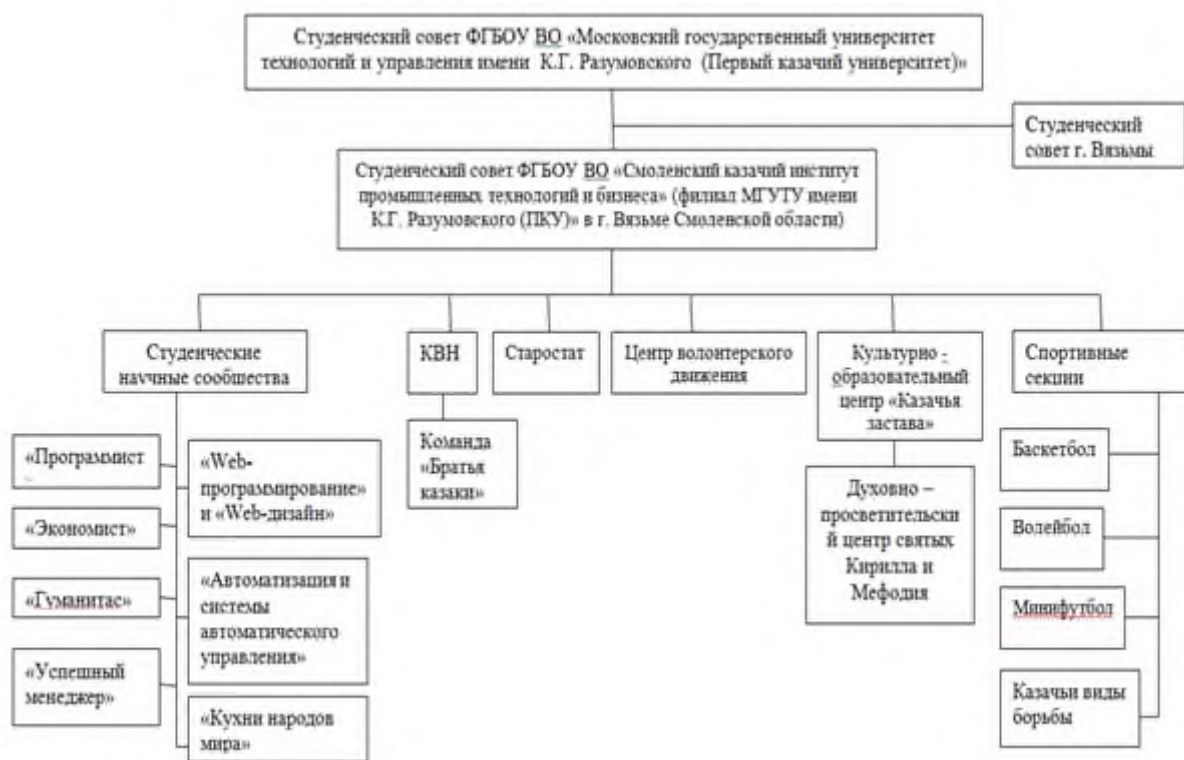 Студенческий совет ФГБОУ ВО «Московский государственный университет
технологий и управления имени К.Г. Разумовского (Первый казачий университет)»
Студенческий
совет г. Вязьмы
Студенческий совет ФГБОУ ВО «Смоленский казачий институт
промышленных технологий и бизнеса» (филиал МГУТУ имени
К.Г. Разумовского (ПКУ)» в г. Вязьме Смоленской области)
Студенческие
научные сообщества
КВН
Старостат
Центр волонтерского
движения
Культурно -
образовательный
центр «Казачья
застава»
Спортивные
секции
«Программист
«Экономист»
«Гуманитас»
«Успешный
менеджер»
«Web-
программирование»
и «Web-дизайн»
«Автоматизация и
системы
автоматического
управления»
«Кухни народов
мира»
Команда
«Братья
казаки»
Духовно –
просветительски
й центр святых
Кирилла и
Мефодия
Баскетбол
Волейбол
Минифутбол
Казачьи виды
борьбы